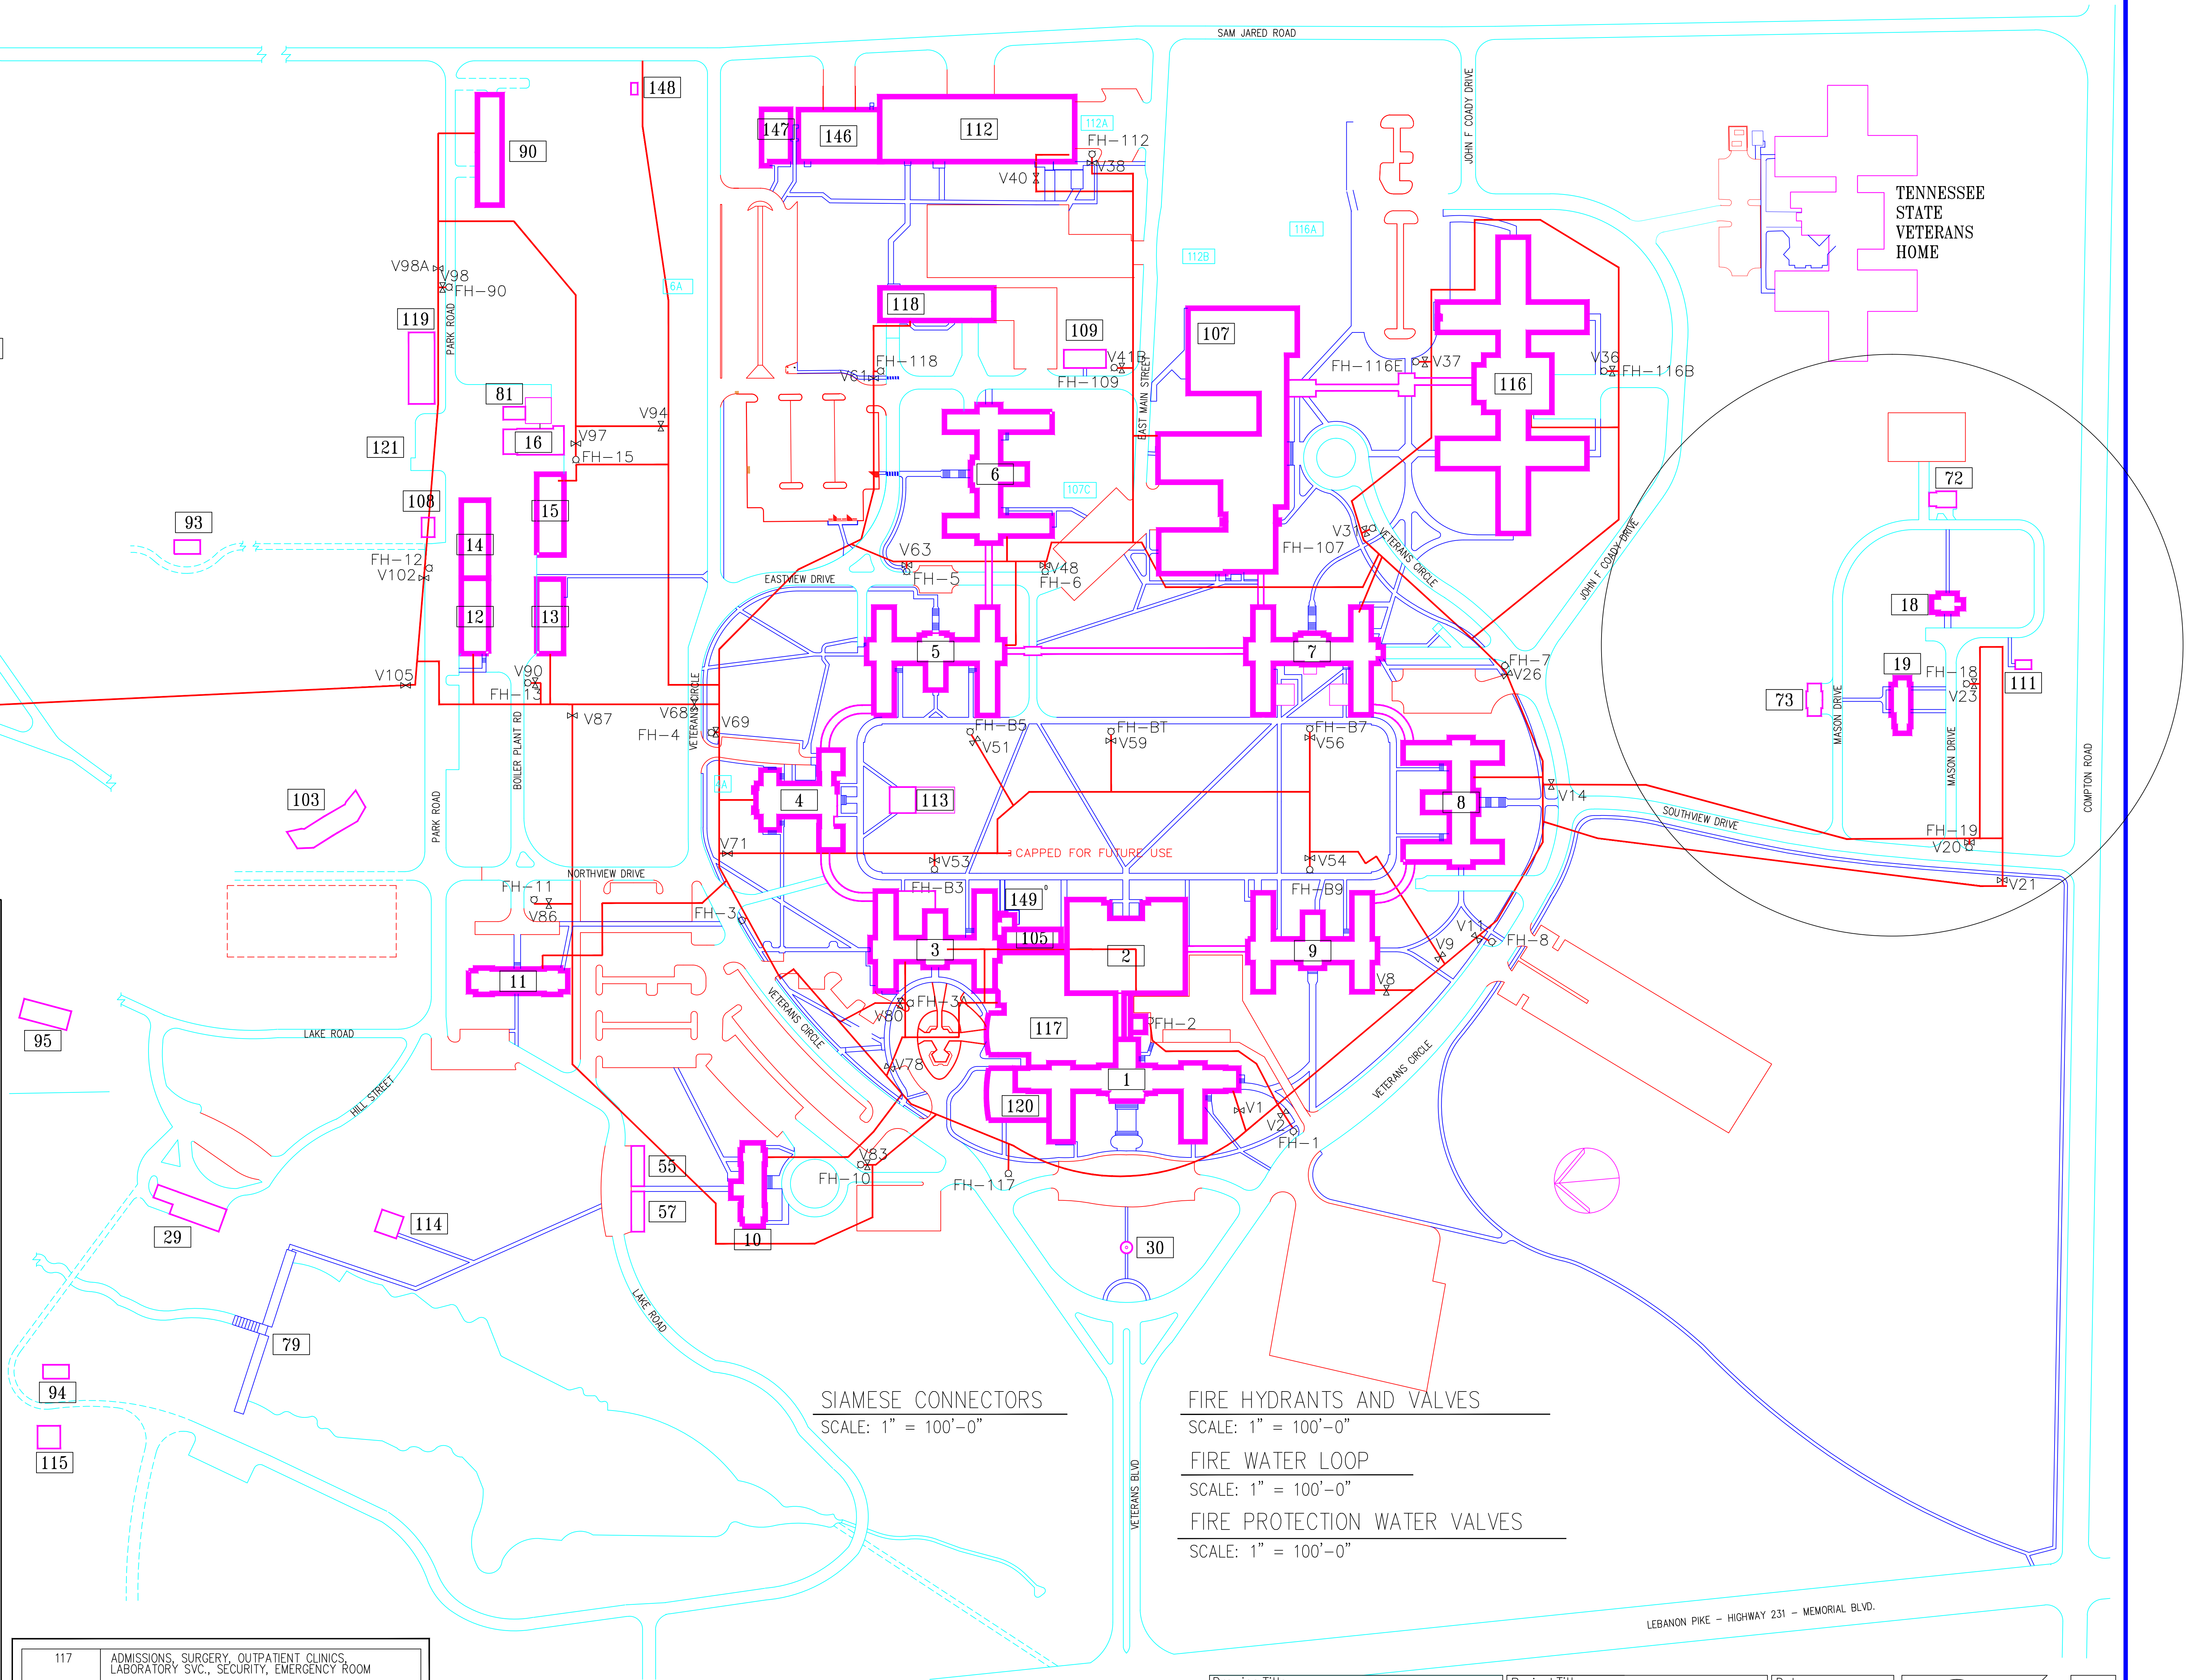 SAM JARED ROAD
148
147
146
112
112A
FH-112
V38
V40
90
JOHN F COADY DRIVE
TENNESSEE
STATE
VETERANS
HOME
116A
112B
6A
V98A
V98
FH-90
PARK ROAD
119
118
109
107
FH-118
V61
V41B
FH-109
EAST MAIN STREET
FH-116E
V37
116
V36
FH-116B
81
16
V94
V97
FH-15
121
6
107C
72
108
93
15
14
FH-12
V102
V31
VETERANS CIRCLE
FH-107
JOHN F COADY DRIVE
V63
FH-5
V48
FH-6
EASTVIEW DRIVE
12
13
18
5
7
FH-7
V26
19
FH-18
V23
111
73
V105
V90
FH-13
V87
V68
VETERANS CIRCLE
V69
FH-4
BOILER PLANT RD
FH-B5
V51
FH-BT
V59
FH-B7
V56
MASON DRIVE
MASON DRIVE
COMPTON ROAD
4A
103
4
113
8
V14
SOUTHVIEW DRIVE
PARK ROAD
FH-19
V20
V71
V53
CAPPED FOR FUTURE USE
V54
NORTHVIEW DRIVE
V21
FH-11
V86
FH-B3
149
FH-B9
FH-3
3
105
2
9
V9
V11
FH-8
11
V8
VETERANS CIRCLE
V80
FH-3A
117
FH-2
95
LAKE ROAD
HILL STREET
V78
1
VETERANS CIRCLE
120
V1
V2
FH-1
55
57
V83
FH-10
FH-117
10
29
114
30
LAKE ROAD
79
94
115
SIAMESE CONNECTORS
SCALE: 1" = 100'-0"
FIRE HYDRANTS AND VALVES
SCALE: 1" = 100'-0"
FIRE WATER LOOP
SCALE: 1" = 100'-0"
FIRE PROTECTION WATER VALVES
SCALE: 1" = 100'-0"
VETERANS BLVD
LEBANON PIKE - HIGHWAY 231 - MEMORIAL BLVD.
117 ADMISSIONS, SURGERY, OUTPATIENT CLINICS,
LABORATORY SVC., SECURITY, EMERGENCY ROOM